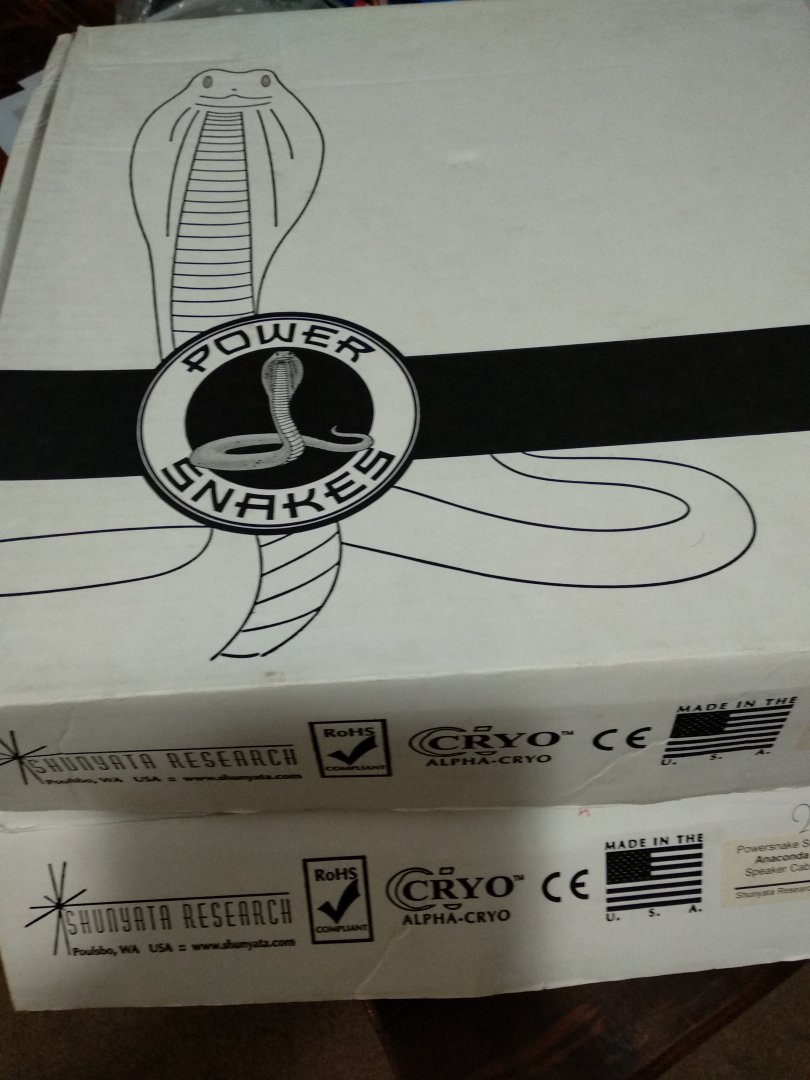 POWER
SNAKES
SHUNYATA RESEARCH
Poulsbo, WA USA = www.shunyata.com
RoHS
COMPLIANT
CRYO™
ALPHA-CRYO
CE
MADE IN THE
U. S. A.
SHUNYATA RESEARCH
Poulsbo, WA USA = www.shunyata.com
RoHS
COMPLIANT
CRYO™
ALPHA-CRYO
CE
MADE IN THE
U. S. A.
Powersnake S
Anaconda
Speaker Cab
Shunyata Researc